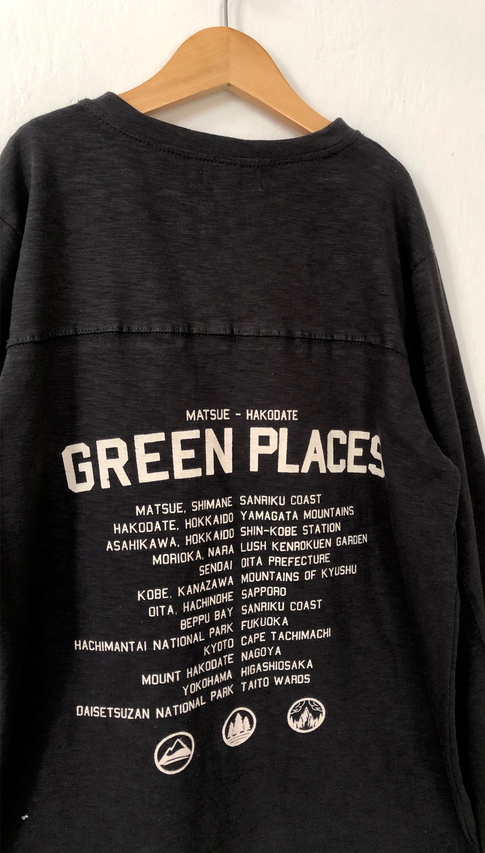 MATSUE - HAKODATE
GREEN PLACES
MATSUE, SHIMANE SANRIKU COAST
HAKODATE, HOKKAIDO YAMAGATA MOUNTAINS
ASAHIKAWA, HOKKAIDO SHIN-KOBE STATION
MORIOKA, NARA LUSH KENROKUEN GARDEN
SENDAI OITA PREFECTURE
KOBE, KANAZAWA MOUNTAINS OF KYUSHU
OITA, HACHINOHE SAPPORO
BEPPU BAY SANRIKU COAST
HACHIMANTAI NATIONAL PARK FUKUOKA
KYOTO CAPE TACHIMACHI
MOUNT HAKODATE NAGOYA
YOKOHAMA HIGASHIOSAKA
DAISETSUZAN NATIONAL PARK TAITO WARDS